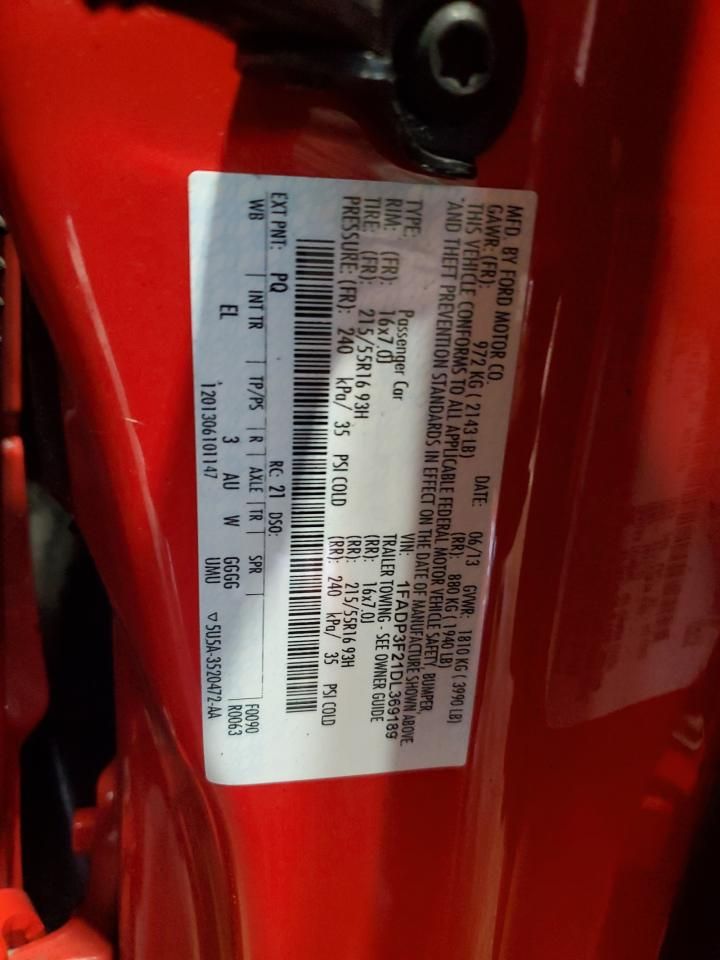 MFD. BY FORD MOTOR CO.
DATE: 06/13 GVWR: 1810 KG ( 3990 LB)
GAWR: (FR): 972 KG ( 2143 LB) (RR): 880 KG ( 1940 LB)
*THIS VEHICLE CONFORMS TO ALL APPLICABLE FEDERAL MOTOR VEHICLE SAFETY, BUMPER,
AND THEFT PREVENTION STANDARDS IN EFFECT ON THE DATE OF MANUFACTURE SHOWN ABOVE.
VIN: 1FADP3F21DL369189
TYPE: Passenger Car TRAILER TOWING - SEE OWNER GUIDE
RIM: (FR): 16x7.0J (RR): 16x7.0J
TIRE: (FR): 215/55R16 93H (RR): 215/55R16 93H
PRESSURE: (FR): 240 kPa/ 35 PSI COLD (RR): 240 kPa/ 35 PSI COLD
EXT PNT: PQ RC: 21 DSO: F0090
WB INT TR TP/PS R AXLE TR SPR R0063
EL 3 AU W GGGG
UMU
1201306101147 ▽ 5U5A-3520472-AA